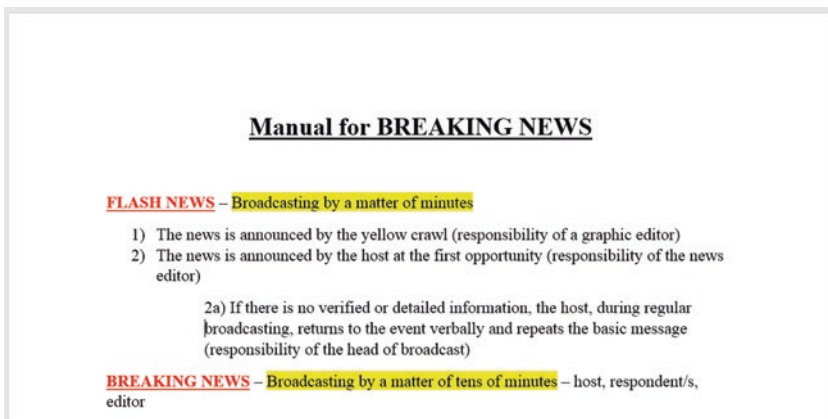 Manual for BREAKING NEWS
FLASH NEWS – Broadcasting by a matter of minutes
1) The news is announced by the yellow crawl (responsibility of a graphic editor)
2) The news is announced by the host at the first opportunity (responsibility of the news
editor)
2a) If there is no verified or detailed information, the host, during regular
broadcasting, returns to the event verbally and repeats the basic message
(responsibility of the head of broadcast)
BREAKING NEWS – Broadcasting by a matter of tens of minutes – host, respondent/s,
editor